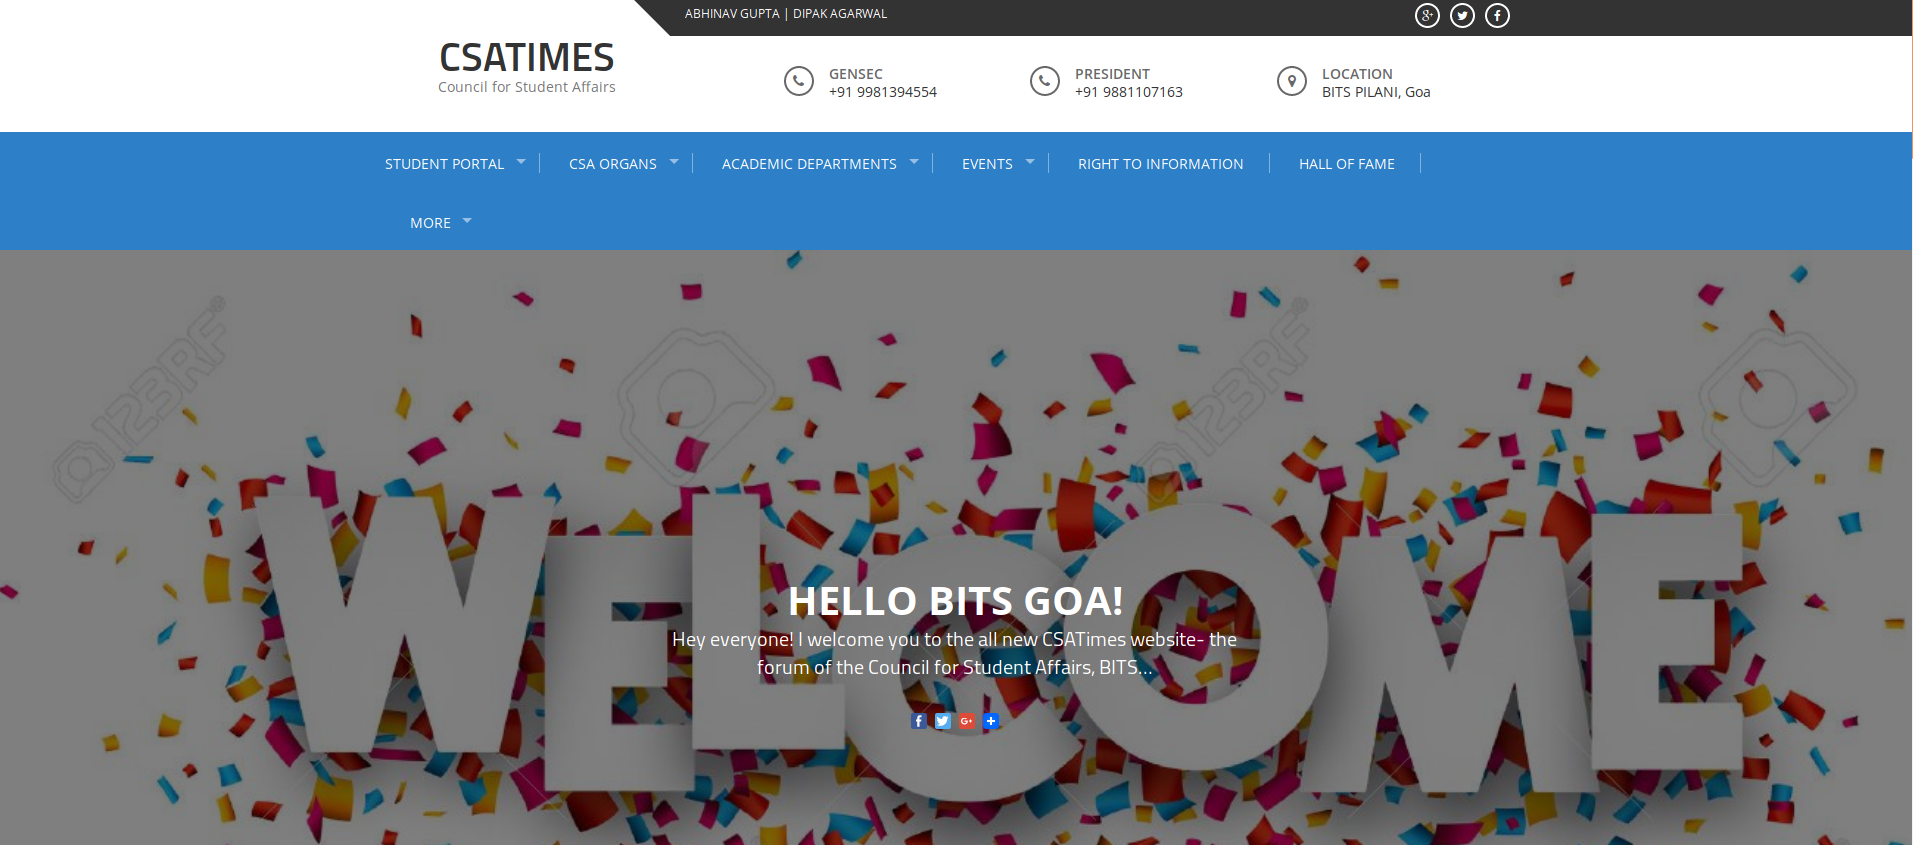 ABHINAV GUPTA | DIPAK AGARWAL
CSATIMES
Council for Student Affairs
GENSEC
+91 9981394554
PRESIDENT
+91 9881107163
LOCATION
BITS PILANI, Goa
STUDENT PORTAL
CSA ORGANS
ACADEMIC DEPARTMENTS
EVENTS
RIGHT TO INFORMATION
HALL OF FAME
MORE
123RF
123RF
WELCOME
HELLO BITS GOA!
Hey everyone! I welcome you to the all new CSATimes website- the
forum of the Council for Student Affairs, BITS...